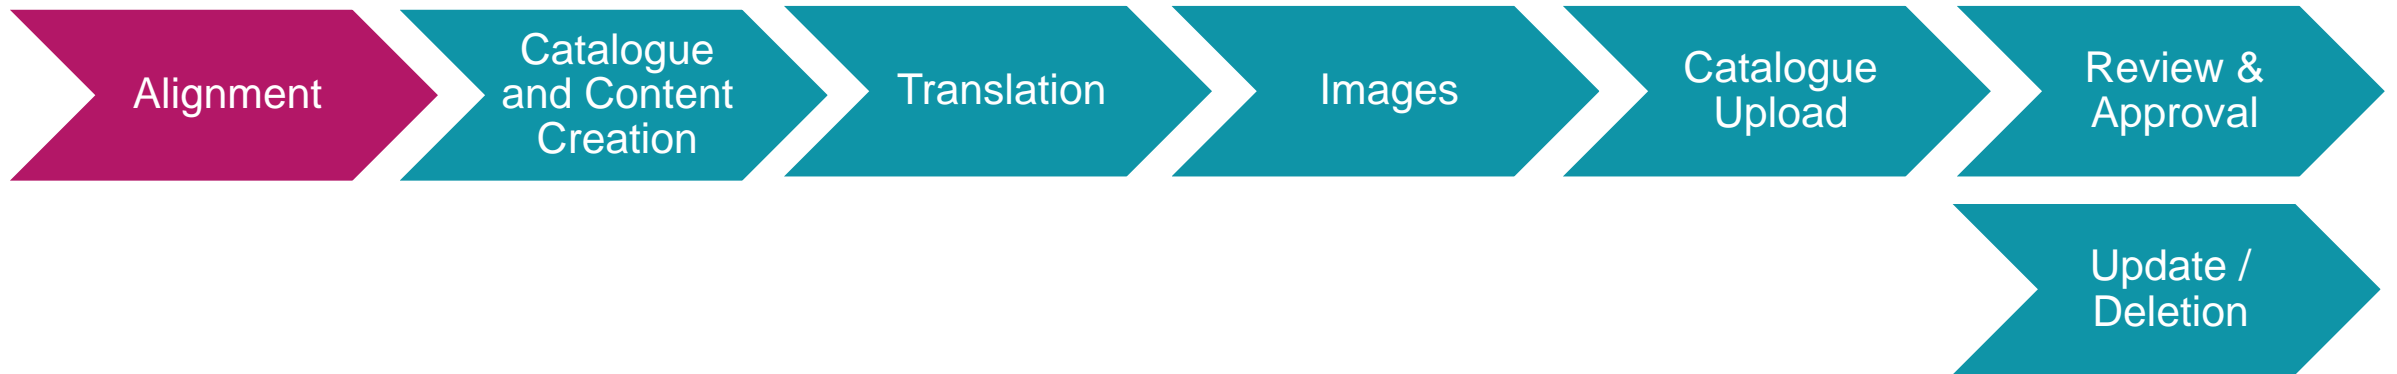 Alignment
Catalogue
and Content
Creation
Translation
Images
Catalogue
Upload
Review &
Approval
Update /
Deletion